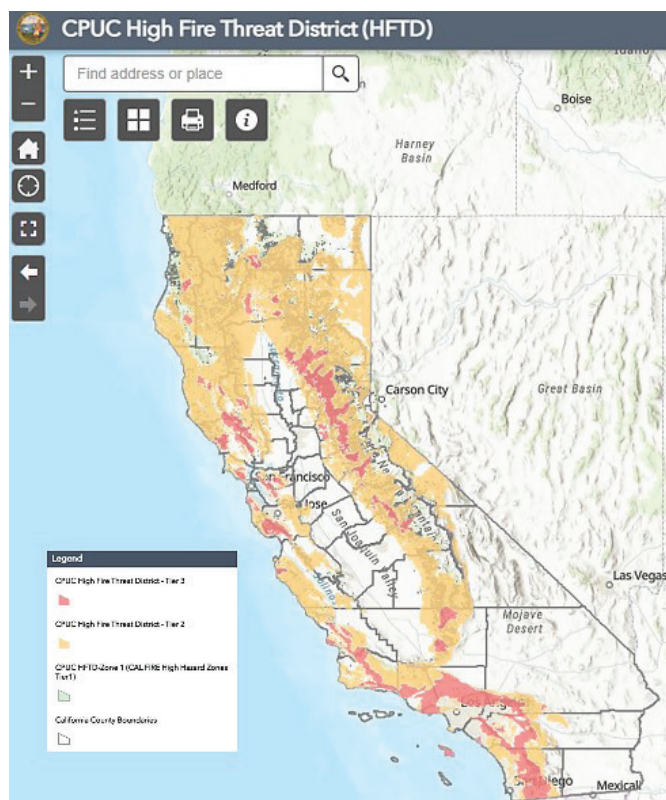 CPUC High Fire Threat District (HFTD)
Find address or place
Idaho
Boise
Harney
Basin
Medford
Carson City
Great Basin
San Francisco
San Jose
San Joaquin Valley
Las Vegas
Mojave
Desert
Los Angeles
San Diego
Mexicali
Legend
CPUC High Fire Threat District - Tier 3
CPUC High Fire Threat District - Tier 2
CPUC HFTD-Zone 1 (CALFIRE High Hazard Zones
Tier1)
California County Boundaries